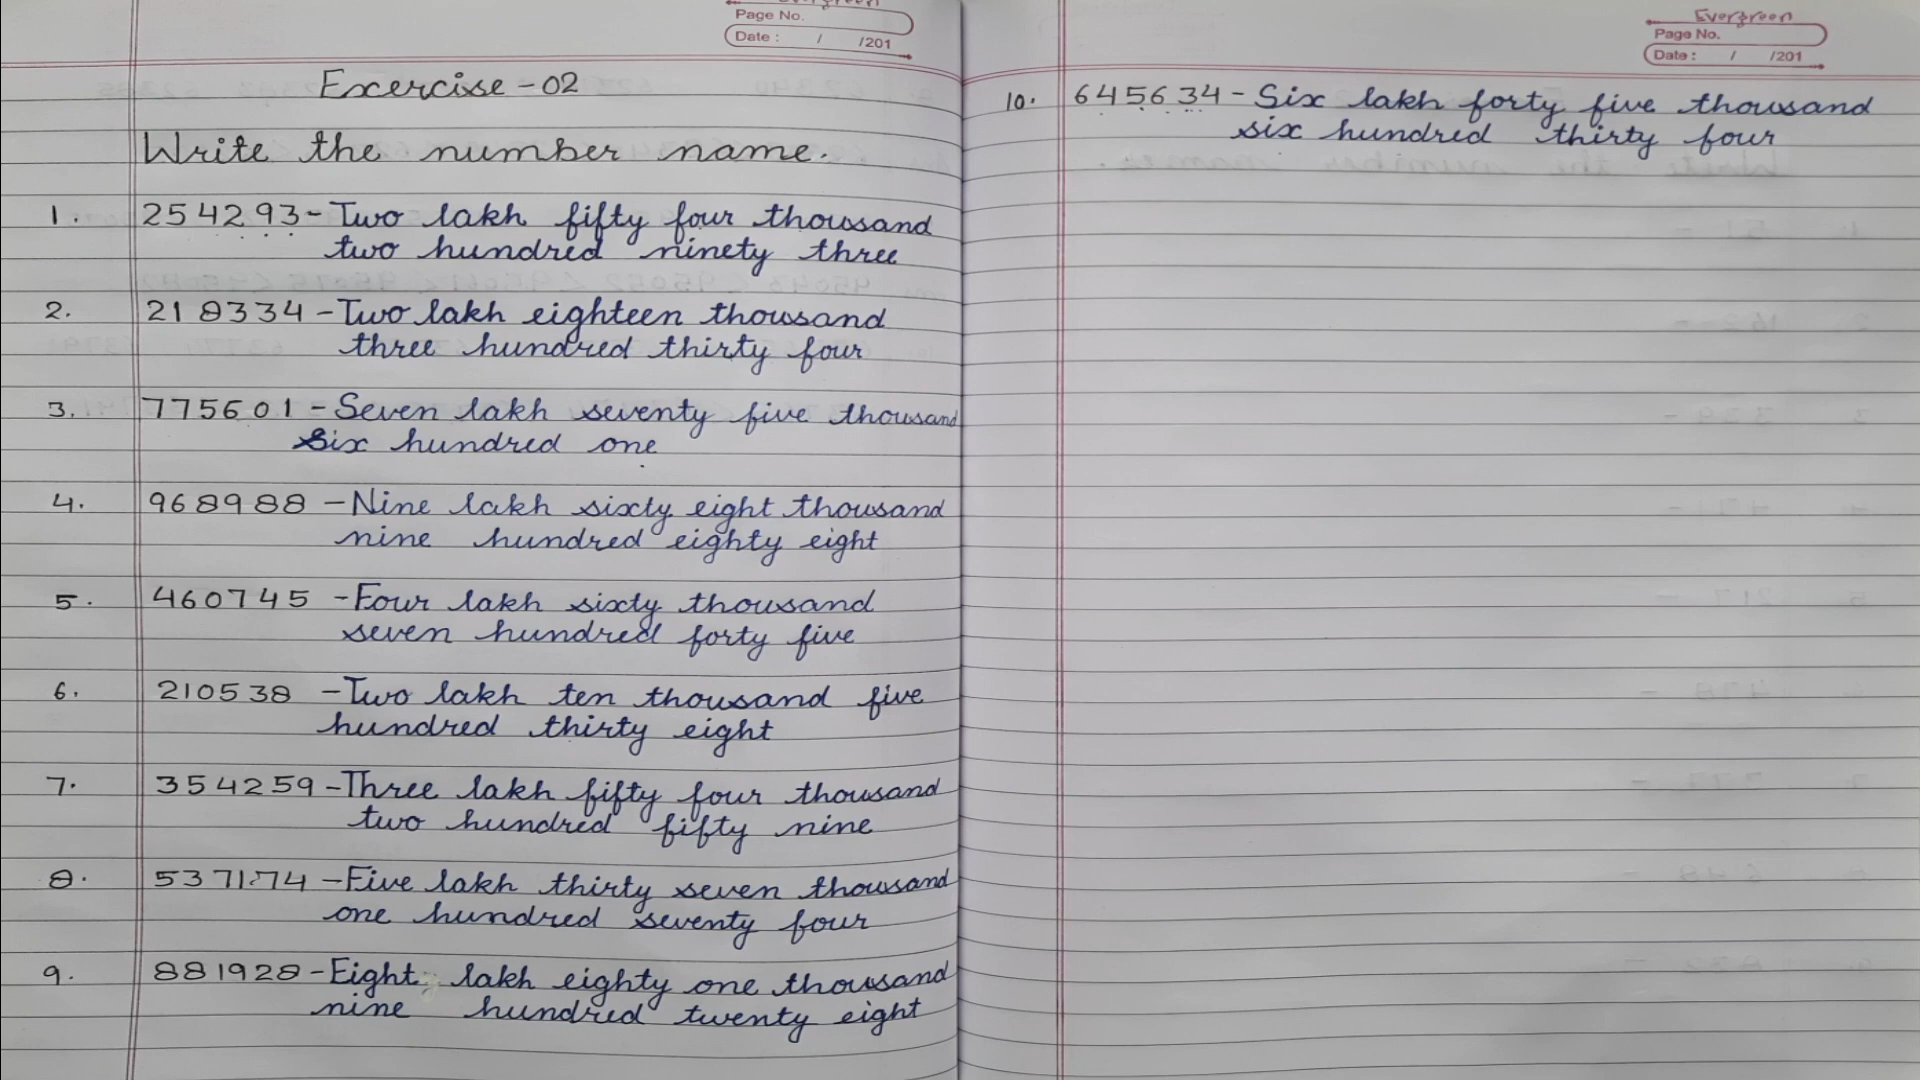 Evergreen
Page No.
Date : / /201
Excercise - 02
Write the number name.
1. 254293 - Two lakh fifty four thousand
two hundred ninety three
2. 218334 - Two lakh eighteen thousand
three hundred thirty four
3. 775601 - Seven lakh seventy five thousand
six hundred one
4. 968988 - Nine lakh sixty eight thousand
nine hundred eighty eight
5. 460745 - Four lakh sixty thousand
seven hundred forty five
6. 210538 - Two lakh ten thousand five
hundred thirty eight
7. 354259 - Three lakh fifty four thousand
two hundred fifty nine
8. 537174 - Five lakh thirty seven thousand
one hundred seventy four
9. 881928 - Eight lakh eighty one thousand
nine hundred twenty eight
Evergreen
Page No.
Date : / /201
10. 645634 - Six lakh forty five thousand
six hundred thirty four